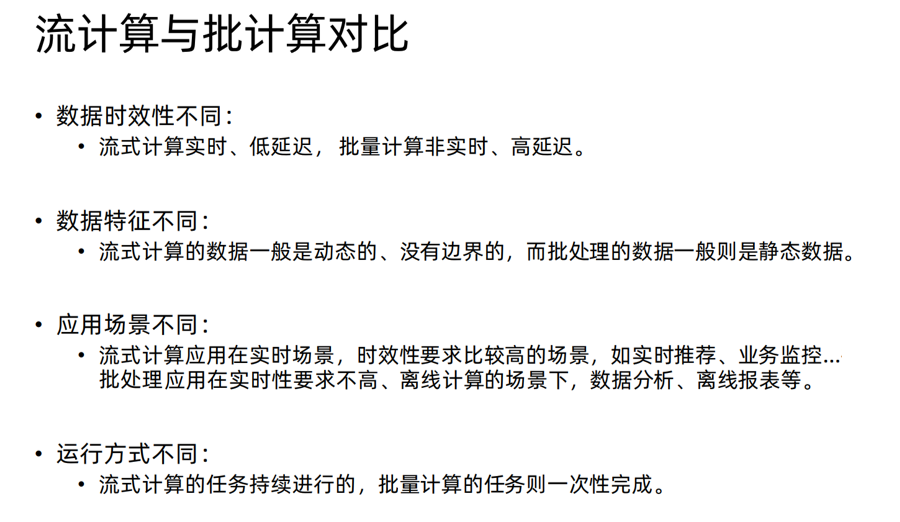 流计算与批计算对比
• 数据时效性不同：
• 流式计算实时、低延迟， 批量计算非实时、高延迟。
• 数据特征不同：
• 流式计算的数据一般是动态的、没有边界的，而批处理的数据一般则是静态数据。
• 应用场景不同：
• 流式计算应用在实时场景，时效性要求比较高的场景，如实时推荐、业务监控...
批处理应用在实时性要求不高、离线计算的场景下，数据分析、离线报表等。
• 运行方式不同：
• 流式计算的任务持续进行的，批量计算的任务则一次性完成。